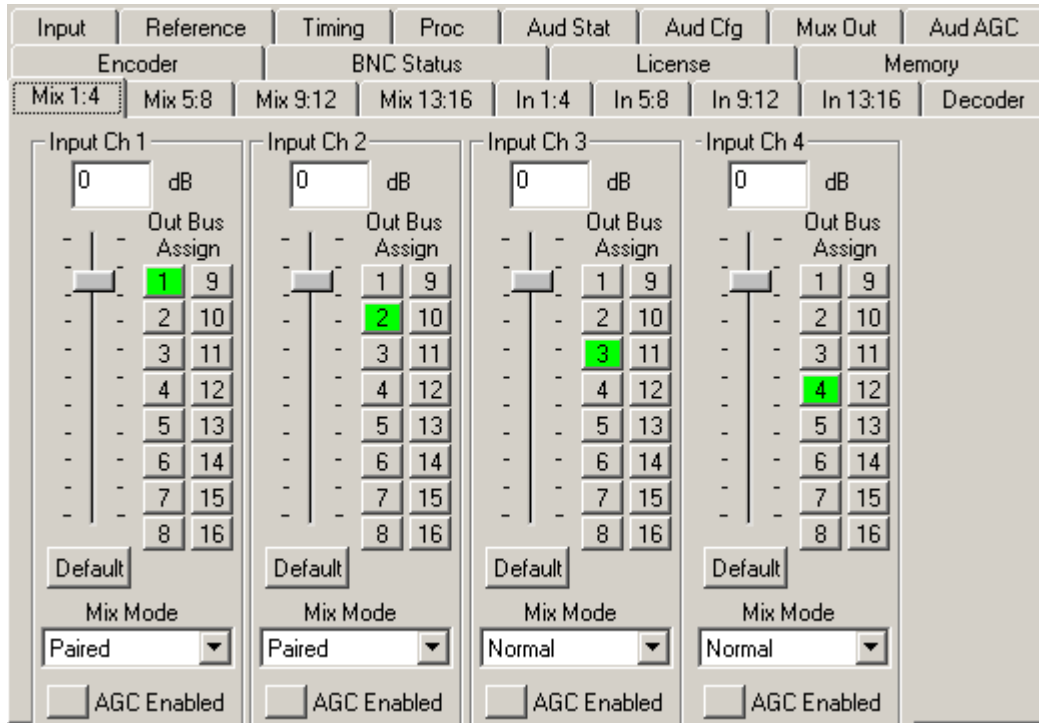 Input Reference Timing Proc Aud Stat Aud Cfg Mux Out Aud AGC
Encoder BNC Status License Memory
Mix 1:4 Mix 5:8 Mix 9:12 Mix 13:16 In 1:4 In 5:8 In 9:12 In 13:16 Decoder
Input Ch 1
0 dB
Out Bus
Assign
1 9
2 10
3 11
4 12
5 13
6 14
7 15
8 16
Default
Mix Mode
Paired
AGC Enabled
Input Ch 2
0 dB
Out Bus
Assign
1 9
2 10
3 11
4 12
5 13
6 14
7 15
8 16
Default
Mix Mode
Paired
AGC Enabled
Input Ch 3
0 dB
Out Bus
Assign
1 9
2 10
3 11
4 12
5 13
6 14
7 15
8 16
Default
Mix Mode
Normal
AGC Enabled
Input Ch 4
0 dB
Out Bus
Assign
1 9
2 10
3 11
4 12
5 13
6 14
7 15
8 16
Default
Mix Mode
Normal
AGC Enabled